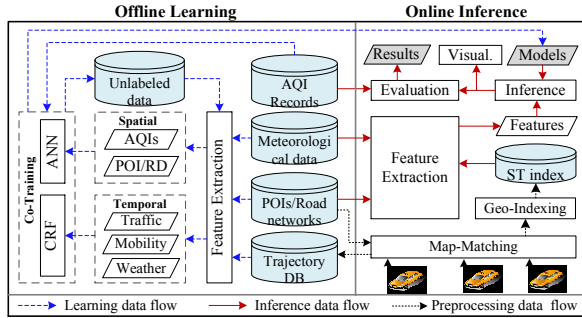 Offline Learning
Online Inference
Results
Visual.
Models
Unlabeled
data
AQI
Records
Evaluation
Inference
Spatial
AQIs
POI/RD
Meteorologi
cal data
Features
Co-Training
ANN
CRF
Feature Extraction
Feature
Extraction
ST index
Temporal
Traffic
Mobility
Weather
POIs/Road
networks
Geo-Indexing
Trajectory
DB
Map-Matching
Learning data flow
Inference data flow
Preprocessing data flow